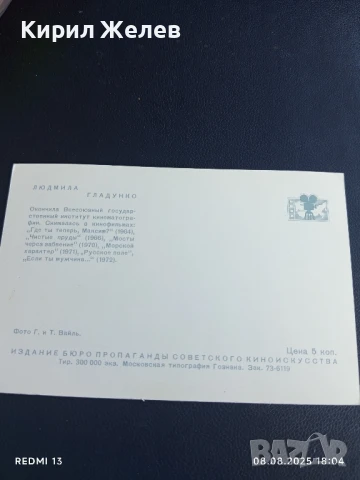 Кирил Желев
ЛЮДМИЛА
ГЛАДУНКО
Окончила Всесоюзный государ-
ственный институт кинематогра-
фии. Снималась в кинофильмах:
„Где ты теперь, Максим?" (1964),
„Чистые пруды" (1966), „Мосты
через забвение" (1970), „Морской
характер" (1971), „Русское поле",
„Если ты мужчина..." (1972).
Фото Г. и Т. Вайль.
Цена 5 коп.
ИЗДАНИЕ БЮРО ПРОПАГАНДЫ СОВЕТСКОГО КИНОИСКУССТВА
Тир. 300 000 экз. Московская типография Гознака. Зак. 73-6119
REDMI 13
08.08.2025 18:04
BAZAR